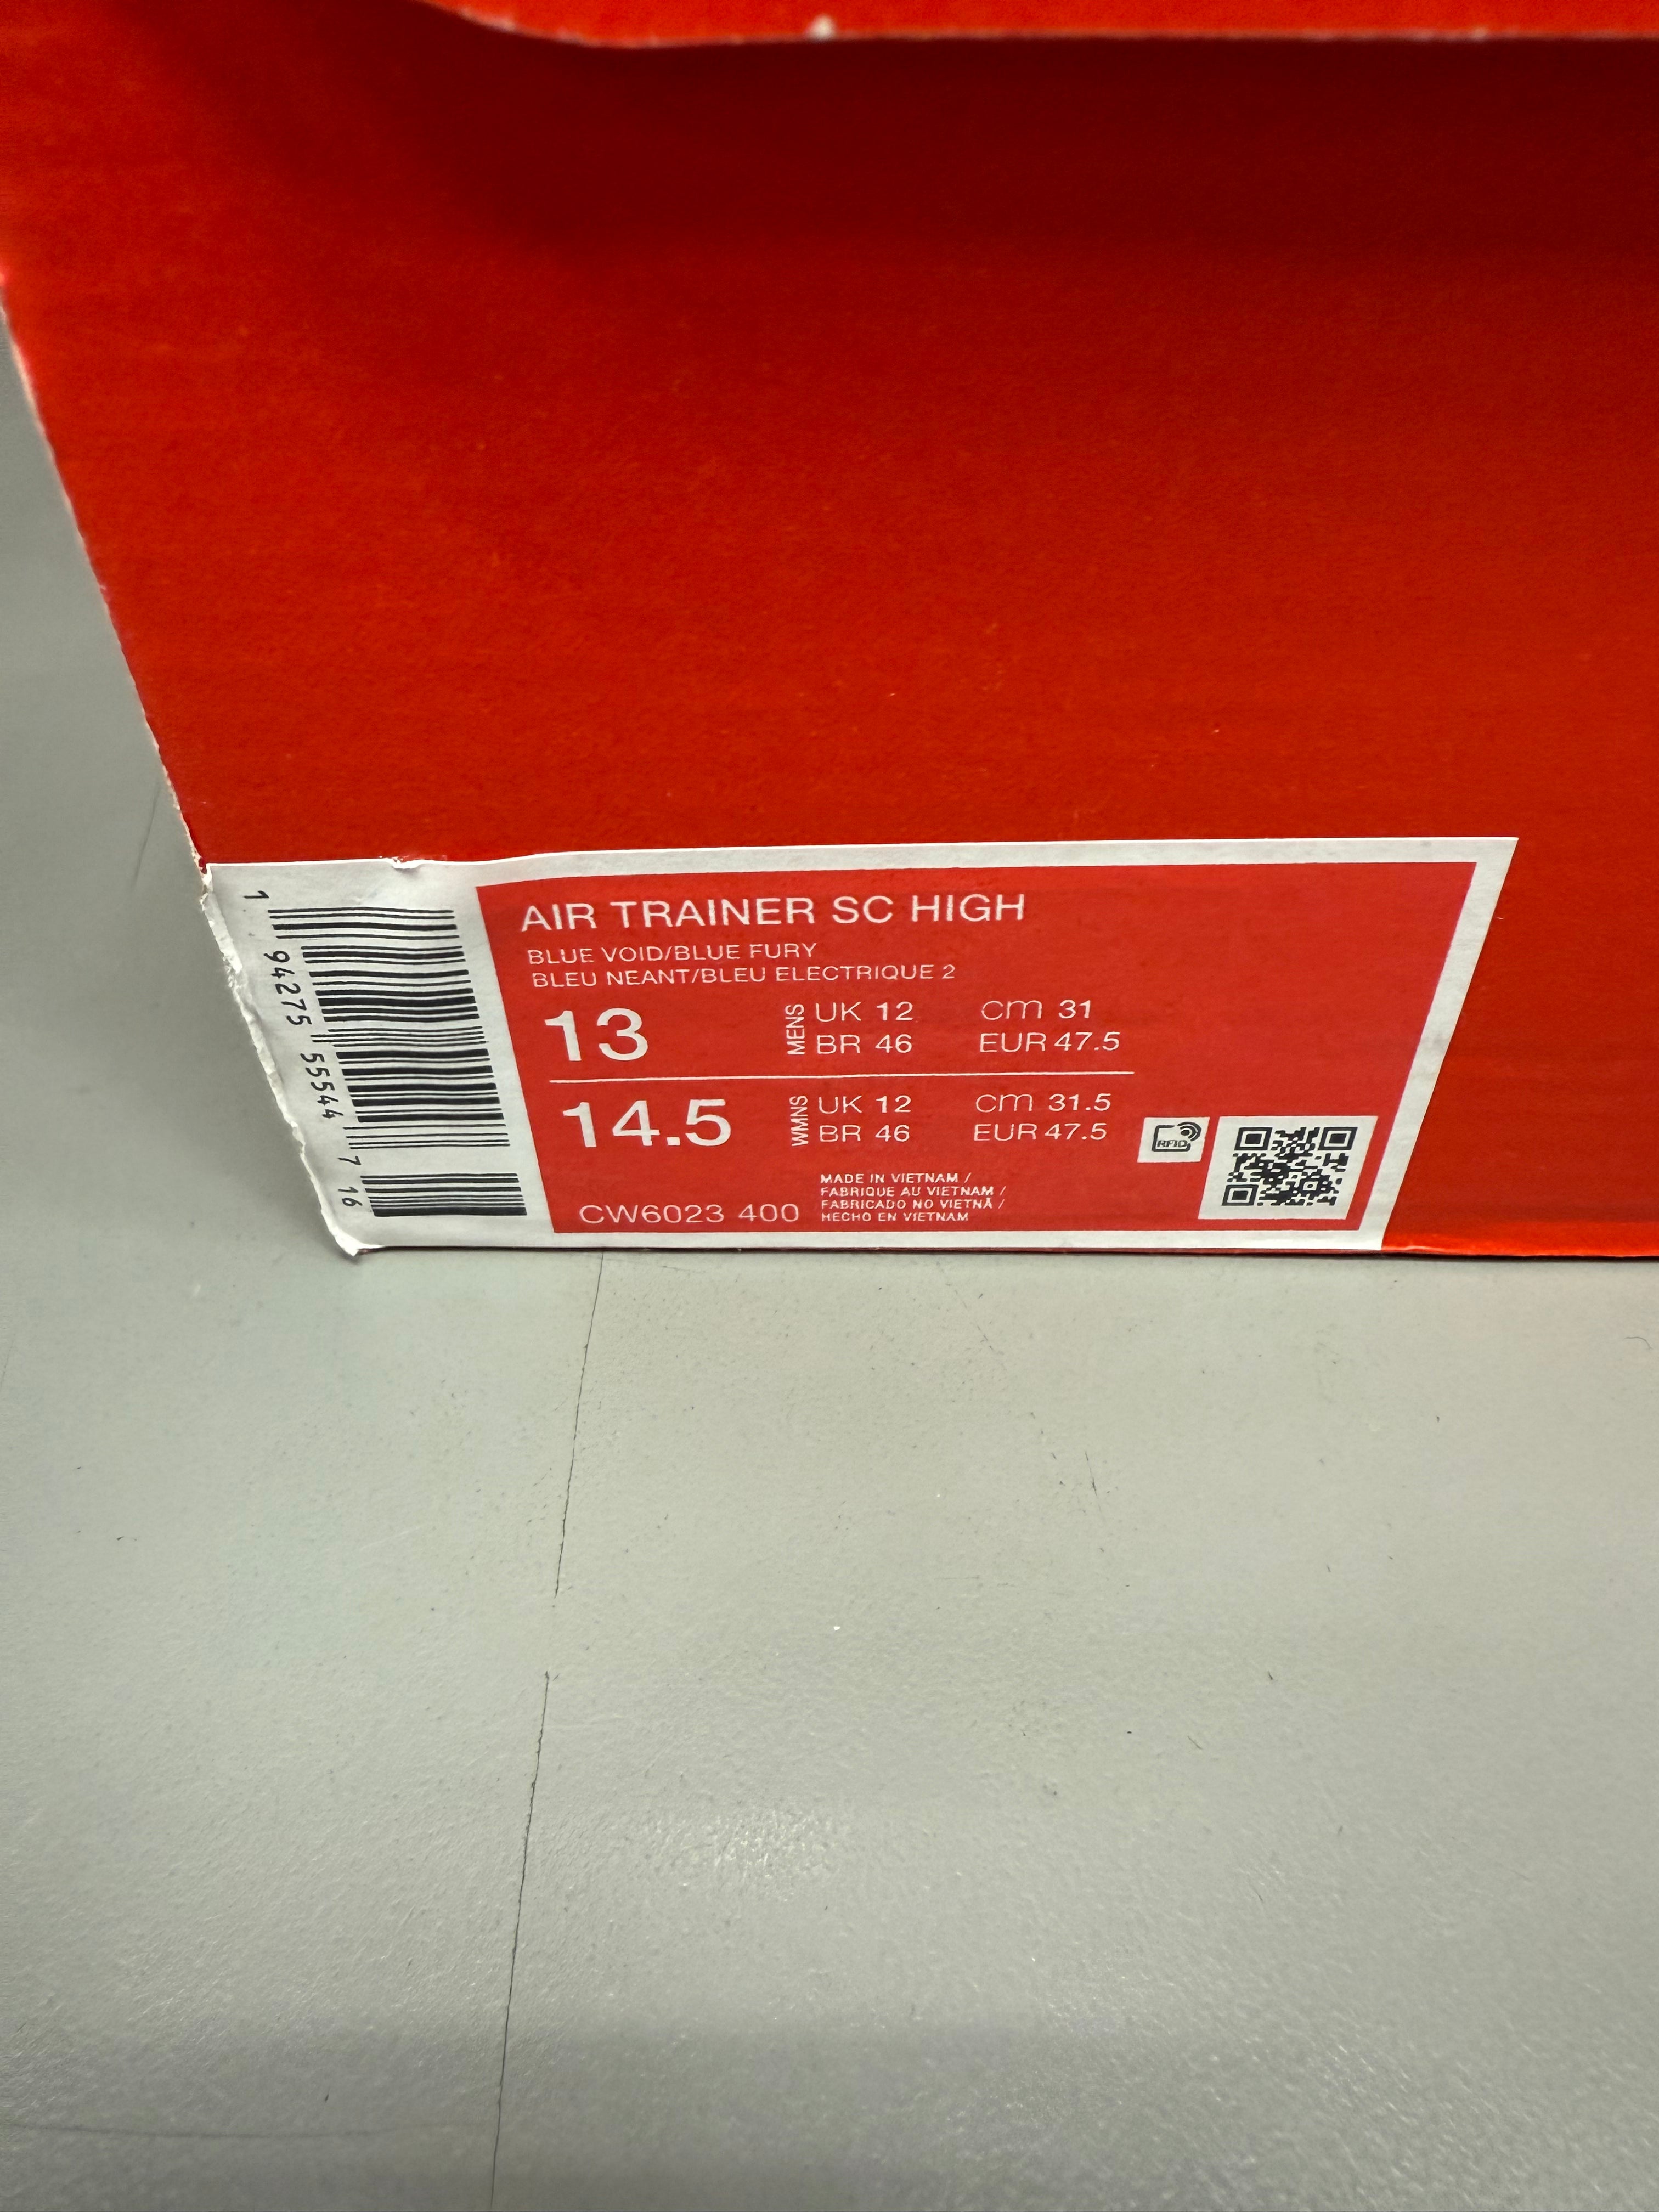 AIR TRAINER SC HIGH
BLUE VOID/BLUE FURY
BLEU NEANT/BLEU ELECTRIQUE 2
13 MENS UK 12 cm 31
BR 46 EUR 47.5
14.5 WMNS UK 12 cm 31.5
BR 46 EUR 47.5
CW6023 400
MADE IN VIETNAM /
FABRIQUE AU VIETNAM /
FABRICADO NO VIETNÃ /
HECHO EN VIETNAM
RFID
1 94275 55544 7 16